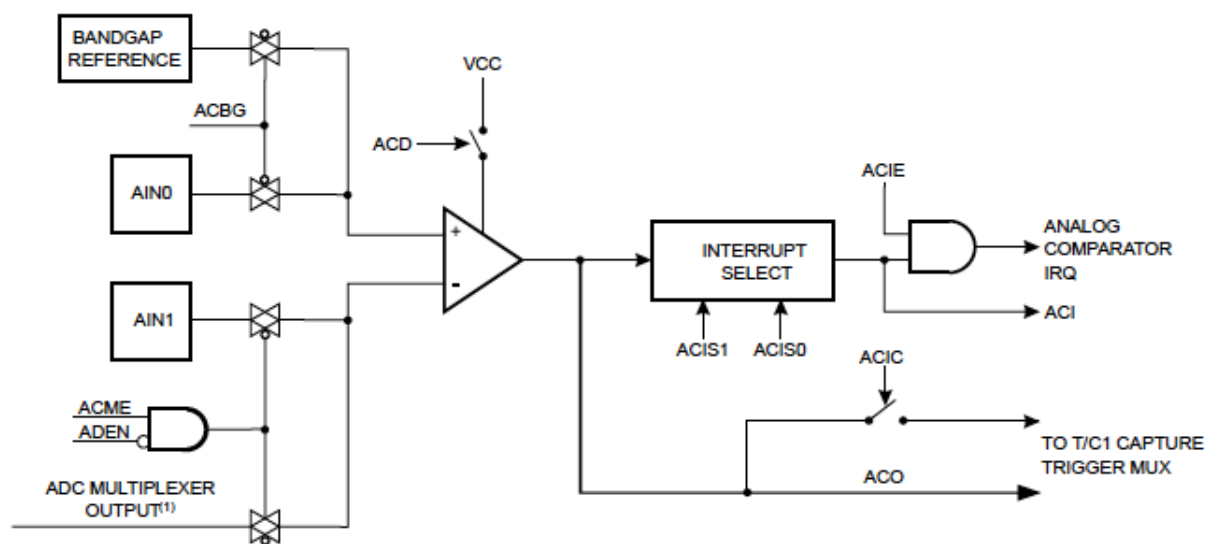 BANDGAP
REFERENCE
VCC
ACBG
ACD
AIN0
ACIE
+
INTERRUPT
SELECT
ANALOG
COMPARATOR
IRQ
-
AIN1
ACI
ACIS1
ACIS0
ACIC
ACME
ADEN
TO T/C1 CAPTURE
TRIGGER MUX
ACO
ADC MULTIPLEXER
OUTPUT(1)